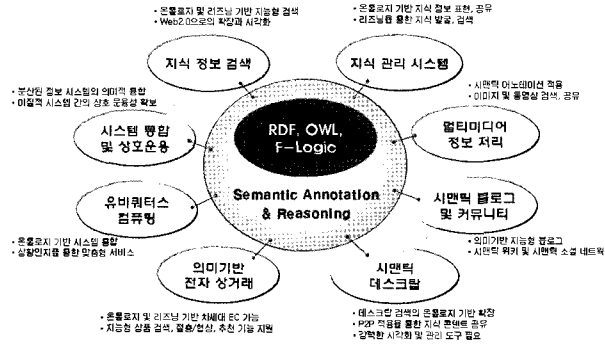 • 온톨로지 및 리즈닝 기반 지능형 검색
• Web2.0으로의 확장과 시각화
지식 정보 검색
• 온톨로지 기반 지식 정보 표현, 공유
• 리즈닝을 통한 지식 발굴, 검색
지식 관리 시스템
• 분산된 정보 시스템의 의미적 통합
• 이질적 시스템 간의 상호 운용성 확보
시스템 통합
및 상호운용
• 시맨틱 어노테이션 적용
• 이미지 및 동영상 검색, 공유
멀티미디어
정보 처리
RDF, OWL,
F-Logic
Semantic Annotation
& Reasoning
유비쿼터스
컴퓨팅
• 온톨로지 기반 시스템 통합
• 상황인지를 통한 맞춤형 서비스
시맨틱 블로그
및 커뮤니티
• 의미기반 지능형 블로그
• 시맨틱 위키 및 시맨틱 소셜 네트웍
의미기반
전자 상거래
• 온톨로지 및 리즈닝 기반 차세대 EC 가능
• 지능형 상품 검색, 절충/협상, 추천 기능 지원
시맨틱
데스크탑
• 데스크탑 검색의 온톨로지 기반 확장
• P2P 적용을 통한 지식 콘텐트 공유
• 강력한 시각화 및 관리 도구 필요